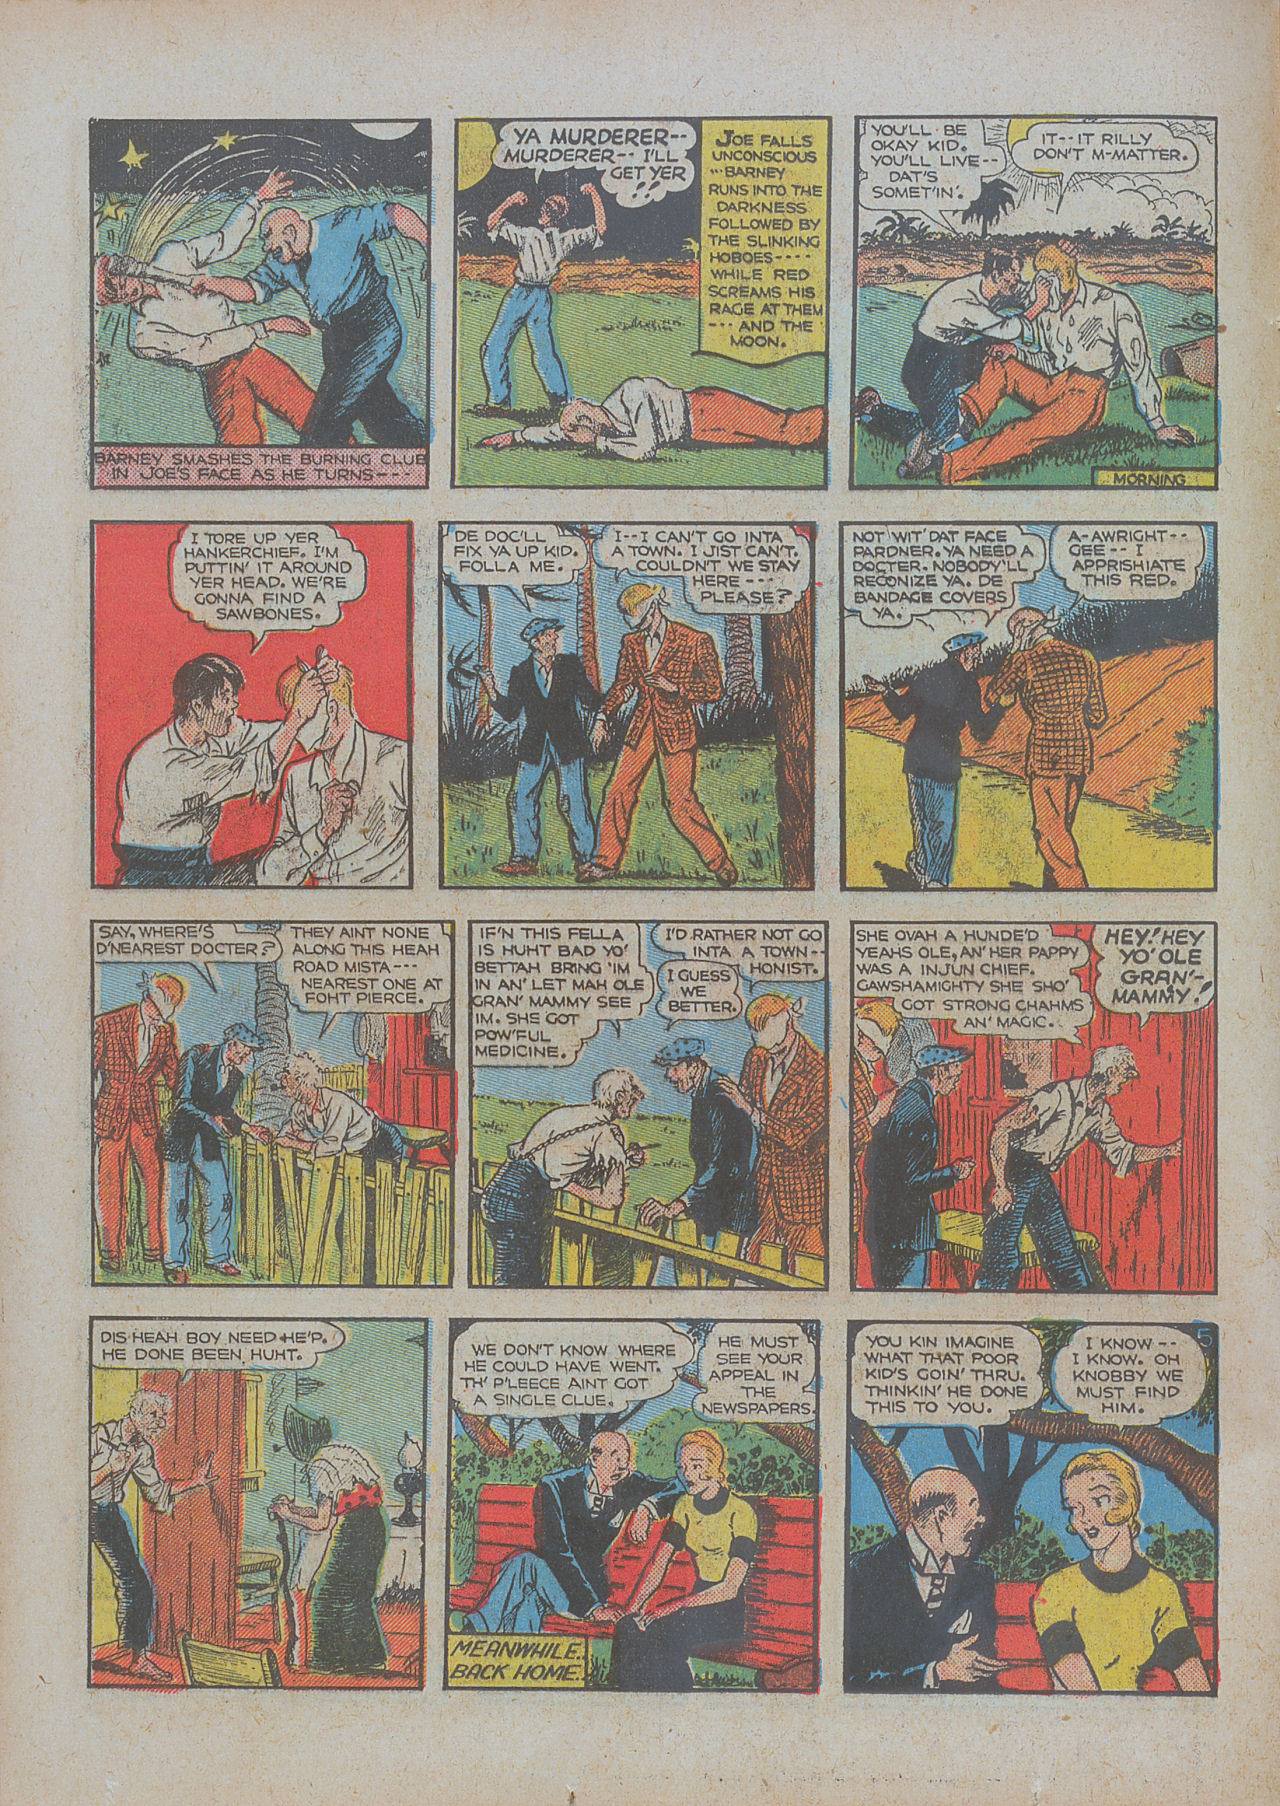 BARNEY SMASHES THE BURNING CLUB
IN JOE'S FACE AS HE TURNS--
YA MURDERER--
MURDERER-- I'LL
GET YER
!!
JOE FALLS
UNCONSCIOUS
---BARNEY
RUNS INTO THE
DARKNESS
FOLLOWED BY
THE SLINKING
HOBOES----
WHILE RED
SCREAMS HIS
RAGE AT THEM
--- AND THE
MOON.
YOU'LL BE
OKAY KID.
YOU'LL LIVE--
DAT'S
SOMET'IN'.
IT--IT RILLY
DON'T M-MATTER.
MORNING
I TORE UP YER
HANKERCHIEF. I'M
PUTTIN' IT AROUND
YER HEAD. WE'RE
GONNA FIND A
SAWBONES.
DE DOC'LL
FIX YA UP KID.
FOLLA ME.
I--I CAN'T GO INTA
A TOWN. I JIST CAN'T.
COULDN'T WE STAY
HERE ---
PLEASE?
NOT WIT' DAT FACE
PARDNER. YA NEED A
DOCTER. NOBODY'LL
RECONIZE YA. DE
BANDAGE COVERS
YA.
A-AWRIGHT--
GEE-- I
APPRISHIATE
THIS RED.
SAY, WHERE'S
D'NEAREST DOCTER?
THEY AINT NONE
ALONG THIS HEAH
ROAD MISTA---
NEAREST ONE AT
FOHT PIERCE.
IF'N THIS FELLA
IS HUHT BAD YO'
BETTAH BRING 'IM
IN AN' LET MAH OLE
GRAN' MAMMY SEE
IM. SHE GOT
POW'FUL
MEDICINE.
I'D RATHER NOT GO
INTA A TOWN--
HONIST.
I GUESS
WE
BETTER.
SHE OVAH A HUNDE'D
YEAHS OLE, AN' HER PAPPY
WAS A INJUN CHIEF.
GAWSHAMIGHTY SHE SHO'
GOT STRONG CHAHMS
AN' MAGIC.
HEY! HEY
YO' OLE
GRAN'-
MAMMY!
DIS HEAH BOY NEED HE'P.
HE DONE BEEN HUHT.
WE DON'T KNOW WHERE
HE COULD HAVE WENT.
TH' P'LEECE AINT GOT
A SINGLE CLUE.
HE MUST
SEE YOUR
APPEAL IN
THE
NEWSPAPERS.
MEANWHILE..
BACK HOME.
YOU KIN IMAGINE
WHAT THAT POOR
KID'S GOIN' THRU.
THINKIN' HE DONE
THIS TO YOU.
I KNOW--
I KNOW. OH
KNOBBY WE
MUST FIND
HIM.
5